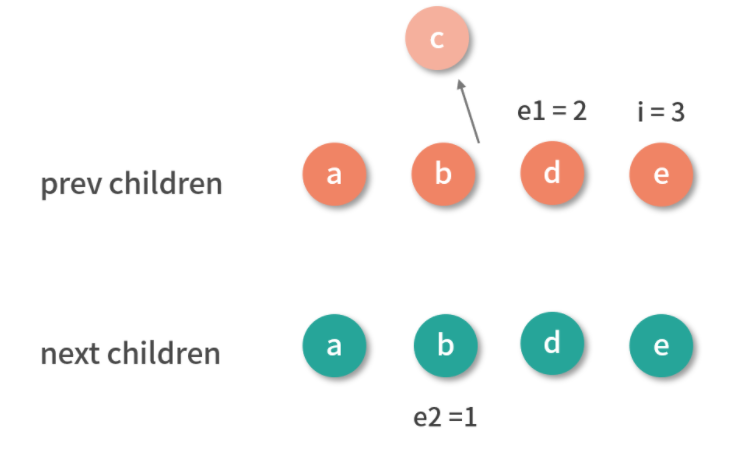 c
e1 = 2 i = 3
prev children a b d e
next children a b d e
e2 =1